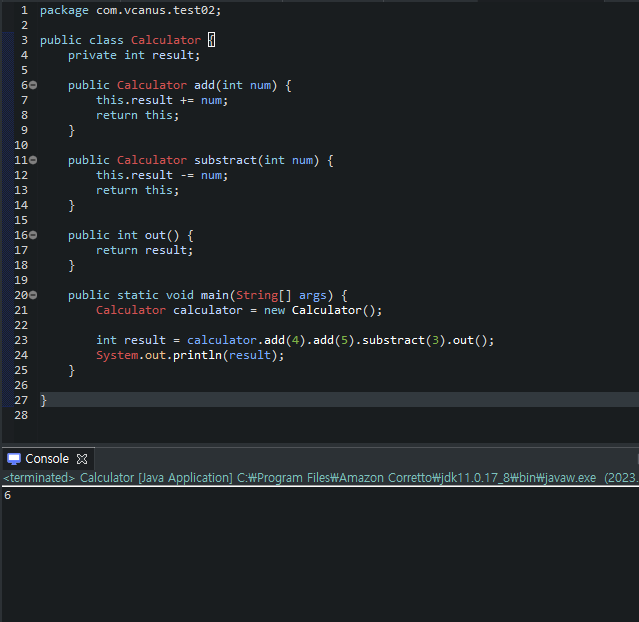 1 package com.vcanus.test02;
2
3 public class Calculator {
4 private int result;
5
6 public Calculator add(int num) {
7 this.result += num;
8 return this;
9 }
10
11 public Calculator substract(int num) {
12 this.result -= num;
13 return this;
14 }
15
16 public int out() {
17 return result;
18 }
19
20 public static void main(String[] args) {
21 Calculator calculator = new Calculator();
22
23 int result = calculator.add(4).add(5).substract(3).out();
24 System.out.println(result);
25 }
26
27 }
28
Console
<terminated> Calculator [Java Application] C:₩Program Files₩Amazon Corretto₩jdk11.0.17_8₩bin₩javaw.exe (2023.
6